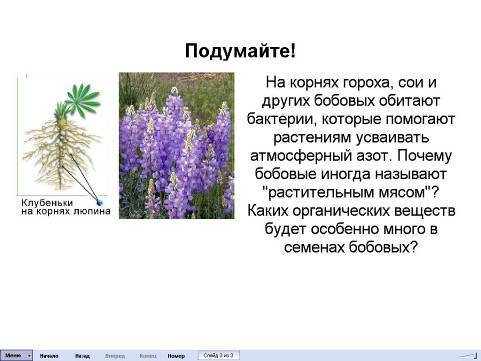 Подумайте!
На корнях гороха, сои и
других бобовых обитают
бактерии, которые помогают
растениям усваивать
атмосферный азот. Почему
бобовые иногда называют
"растительным мясом"?
Каких органических веществ
будет особенно много в
семенах бобовых?
Клубеньки
на корнях люпина
Меню Начало Назад Вперед Конец Номер Слайд 3 из 3